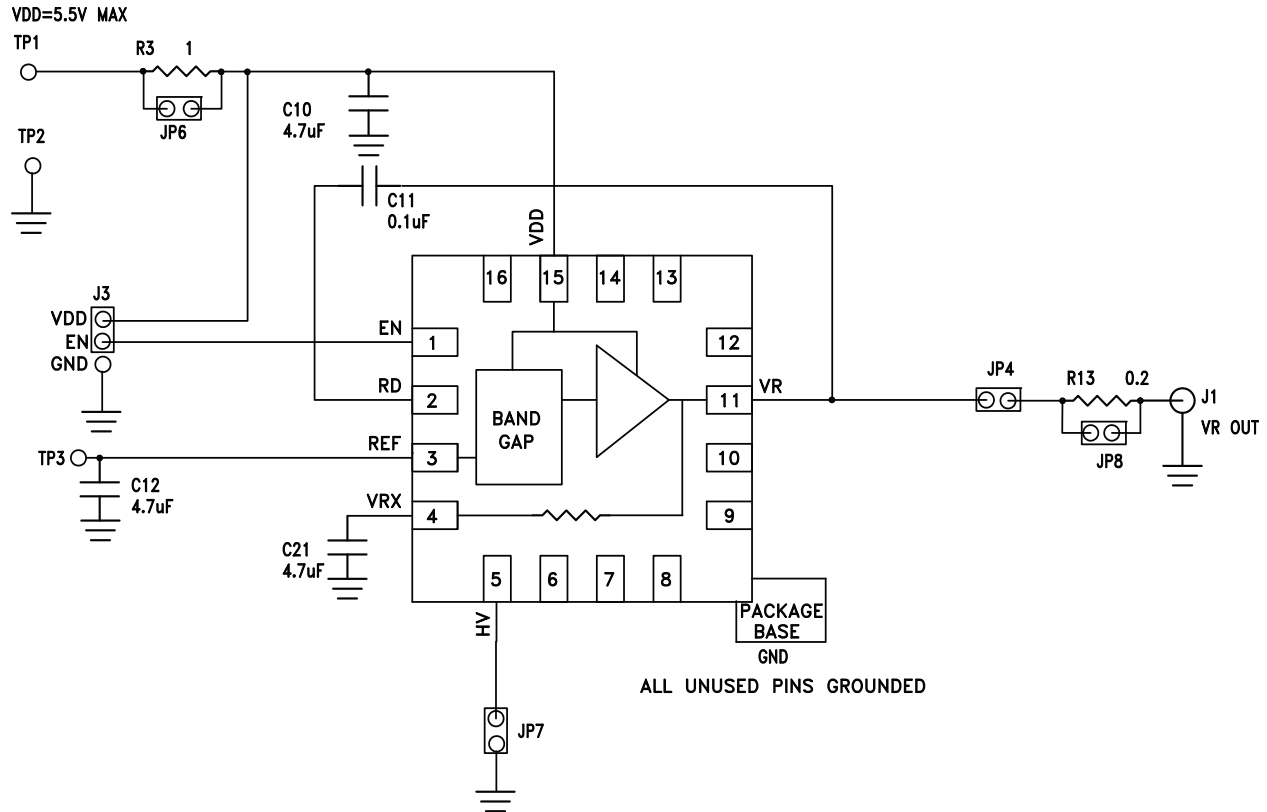 VDD=5.5V MAX
TP1
R3 1
JP6
C10
4.7uF
TP2
C11
0.1uF
VDD
16 15 14 13
J3
VDD
EN
GND
EN
1
12
RD
2
BAND
GAP
11
VR
JP4
R13 0.2
J1
VR OUT
JP8
TP3
REF
3
10
C12
4.7uF
VRX
4
9
C21
4.7uF
5 6 7 8
HV
PACKAGE
BASE
GND
ALL UNUSED PINS GROUNDED
JP7